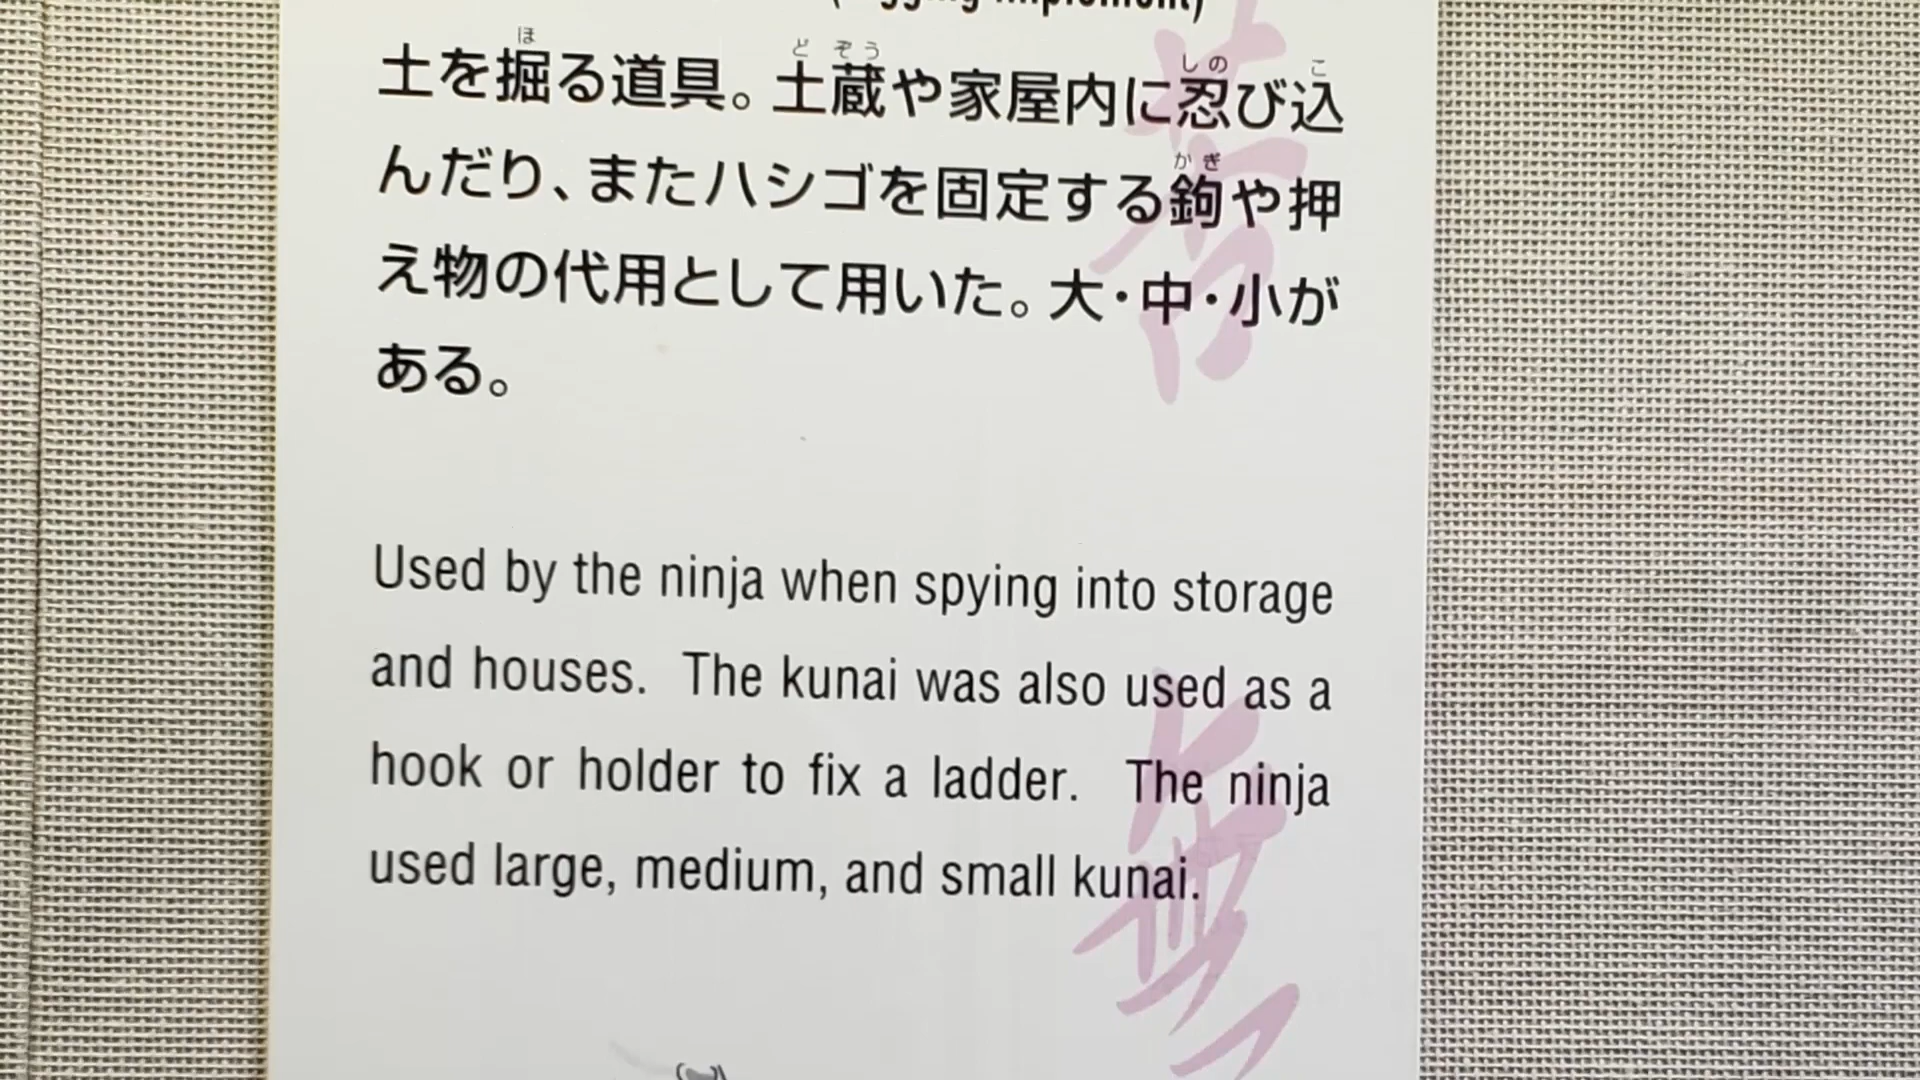 土を掘る道具。土蔵や家屋内に忍び込
んだり、またハシゴを固定する鉤や押
え物の代用として用いた。大・中・小が
ある。
Used by the ninja when spying into storage
and houses. The kunai was also used as a
hook or holder to fix a ladder. The ninja
used large, medium, and small kunai.